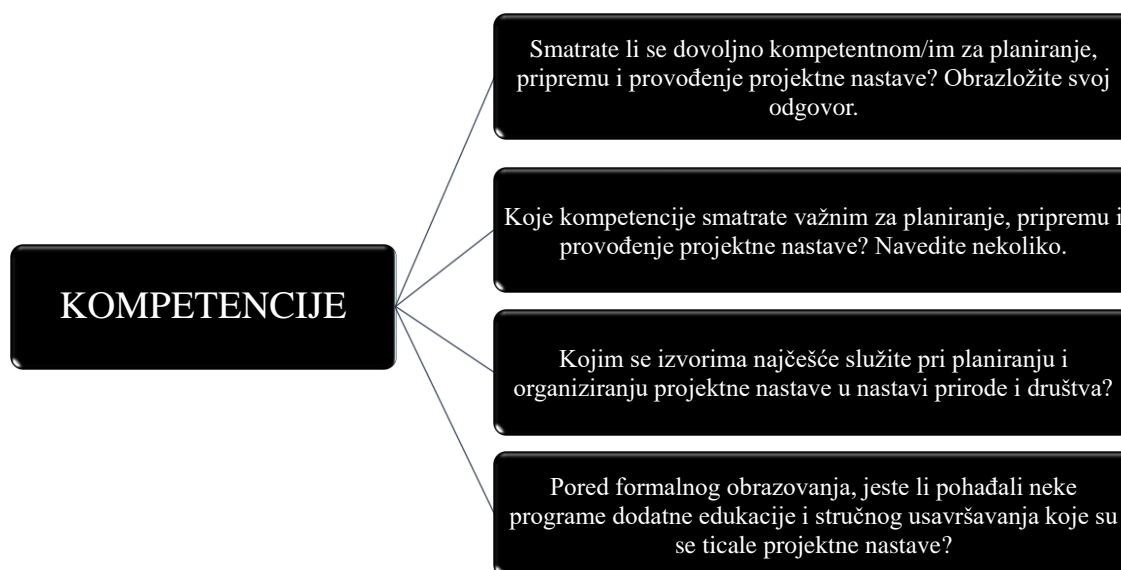 KOMPETENCIJE
Smatrate li se dovoljno kompetentnom/im za planiranje,
pripremu i provođenje projektne nastave? Obrazložite svoj
odgovor.
Koje kompetencije smatrate važnim za planiranje, pripremu i
provođenje projektne nastave? Navedite nekoliko.
Kojim se izvorima najčešće služite pri planiranju i
organiziranju projektne nastave u nastavi prirode i društva?
Pored formalnog obrazovanja, jeste li pohađali neke
programe dodatne edukacije i stručnog usavršavanja koje su
se ticale projektne nastave?